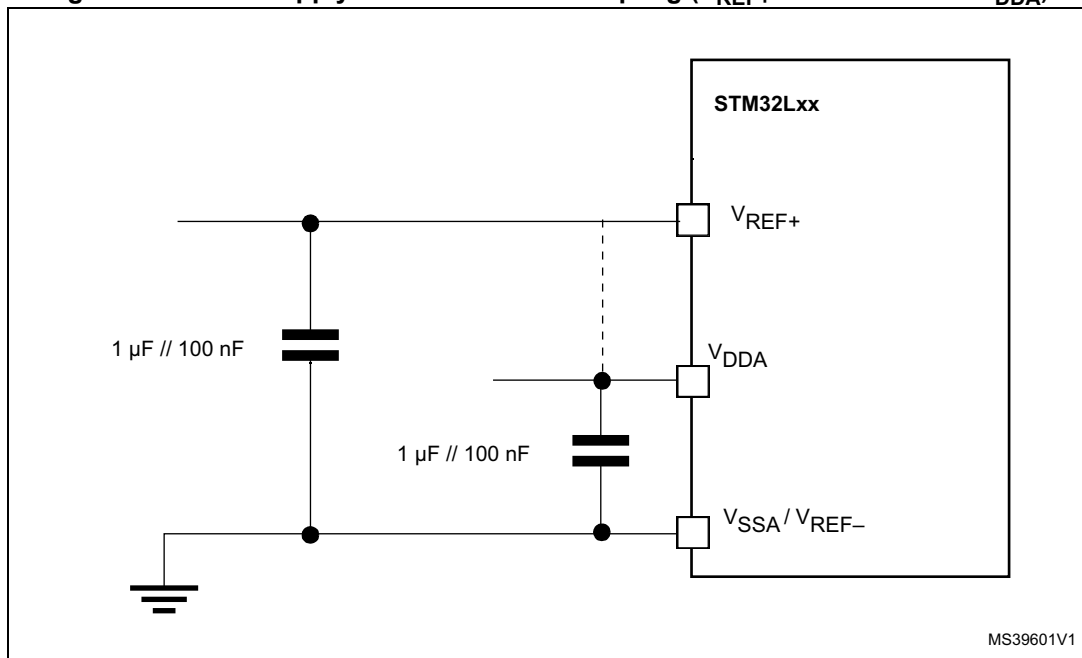 STM32Lxx
VREF+
1 µF // 100 nF
VDDA
1 µF // 100 nF
VSSA / VREF–
MS39601V1